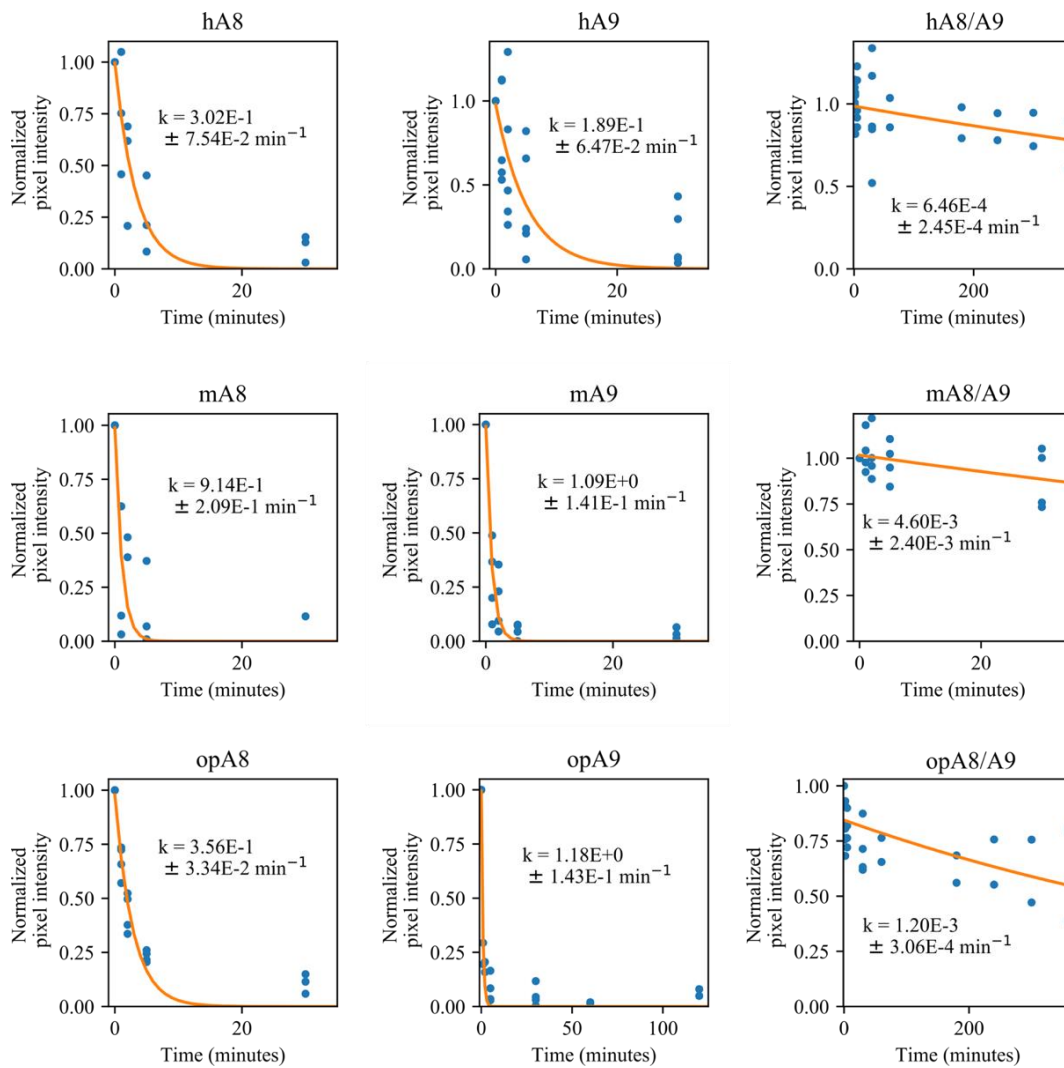 hA8
1.00
0.75
0.50
0.25
0.00
Normalized
pixel intensity
k = 3.02E-1
± 7.54E-2 min⁻¹
0
20
Time (minutes)
hA9
1.0
0.5
0.0
Normalized
pixel intensity
k = 1.89E-1
± 6.47E-2 min⁻¹
0
20
Time (minutes)
hA8/A9
1.0
0.5
0.0
Normalized
pixel intensity
k = 6.46E-4
± 2.45E-4 min⁻¹
0
200
Time (minutes)
mA8
1.00
0.75
0.50
0.25
0.00
Normalized
pixel intensity
k = 9.14E-1
± 2.09E-1 min⁻¹
0
20
Time (minutes)
mA9
1.00
0.75
0.50
0.25
0.00
Normalized
pixel intensity
k = 1.09E+0
± 1.41E-1 min⁻¹
0
20
Time (minutes)
mA8/A9
1.00
0.75
0.50
0.25
0.00
Normalized
pixel intensity
k = 4.60E-3
± 2.40E-3 min⁻¹
0
20
Time (minutes)
opA8
1.00
0.75
0.50
0.25
0.00
Normalized
pixel intensity
k = 3.56E-1
± 3.34E-2 min⁻¹
0
20
Time (minutes)
opA9
1.00
0.75
0.50
0.25
0.00
Normalized
pixel intensity
k = 1.18E+0
± 1.43E-1 min⁻¹
0
50
100
Time (minutes)
opA8/A9
1.00
0.75
0.50
0.25
0.00
Normalized
pixel intensity
k = 1.20E-3
± 3.06E-4 min⁻¹
0
200
Time (minutes)